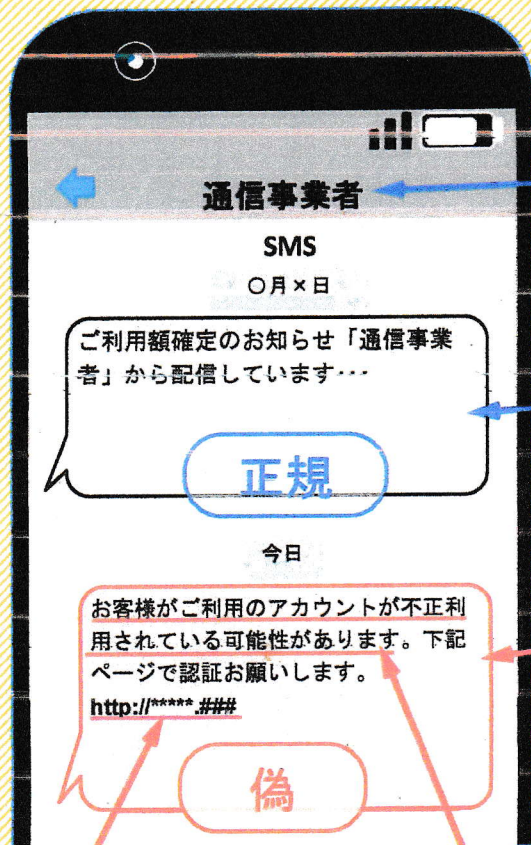 通信事業者
SMS
○月×日
ご利用額確定のお知らせ「通信事業
者」から配信しています･･･
正規
今日
お客様がご利用のアカウントが不正利
用されている可能性があります。下記
ページで認証お願いします。
http://*****.###
偽